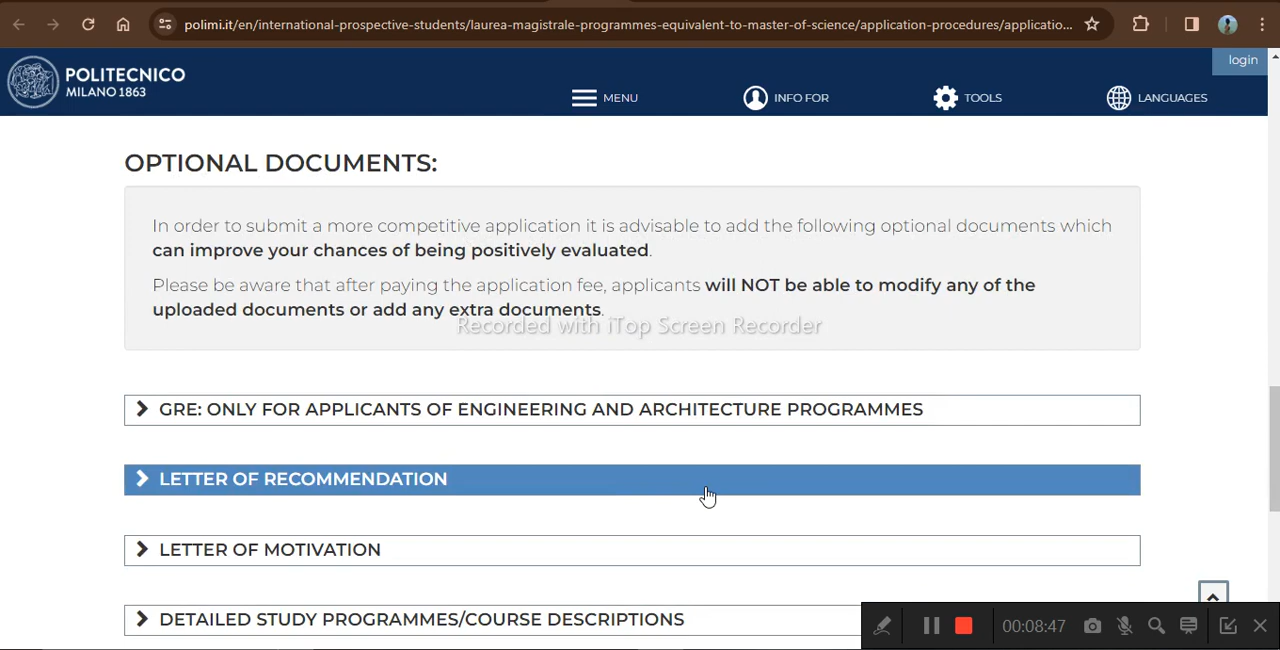 polimi.it/en/international-prospective-students/laurea-magistrale-programmes-equivalent-to-master-of-science/application-procedures/applicatio...
login
POLITECNICO
MILANO 1863
MENU
INFO FOR
TOOLS
LANGUAGES
OPTIONAL DOCUMENTS:
In order to submit a more competitive application it is advisable to add the following optional documents which
can improve your chances of being positively evaluated.
Please be aware that after paying the application fee, applicants will NOT be able to modify any of the
uploaded documents or add any extra documents.
Recorded with iTop Screen Recorder
GRE: ONLY FOR APPLICANTS OF ENGINEERING AND ARCHITECTURE PROGRAMMES
LETTER OF RECOMMENDATION
LETTER OF MOTIVATION
DETAILED STUDY PROGRAMMES/COURSE DESCRIPTIONS
00:08:47